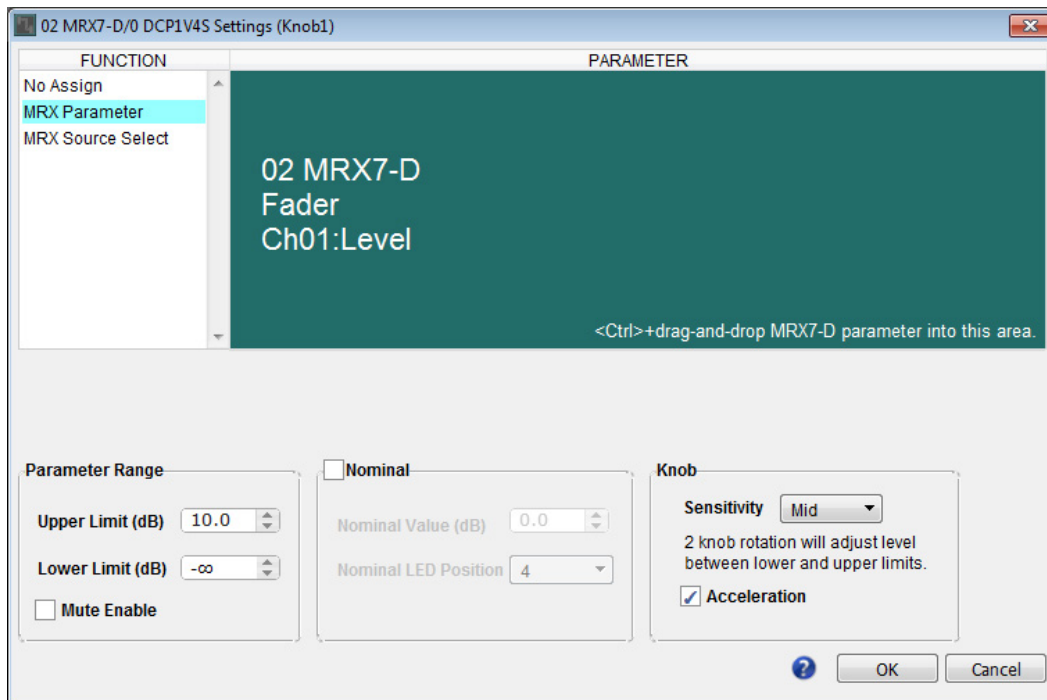 02 MRX7-D/0 DCP1V4S Settings (Knob1)
FUNCTION
PARAMETER
No Assign
MRX Parameter
MRX Source Select
02 MRX7-D
Fader
Ch01:Level
<Ctrl>+drag-and-drop MRX7-D parameter into this area.
Parameter Range
Upper Limit (dB) 10.0
Lower Limit (dB) -∞
Mute Enable
Nominal
Nominal Value (dB) 0.0
Nominal LED Position 4
Knob
Sensitivity Mid
2 knob rotation will adjust level
between lower and upper limits.
Acceleration
? OK Cancel